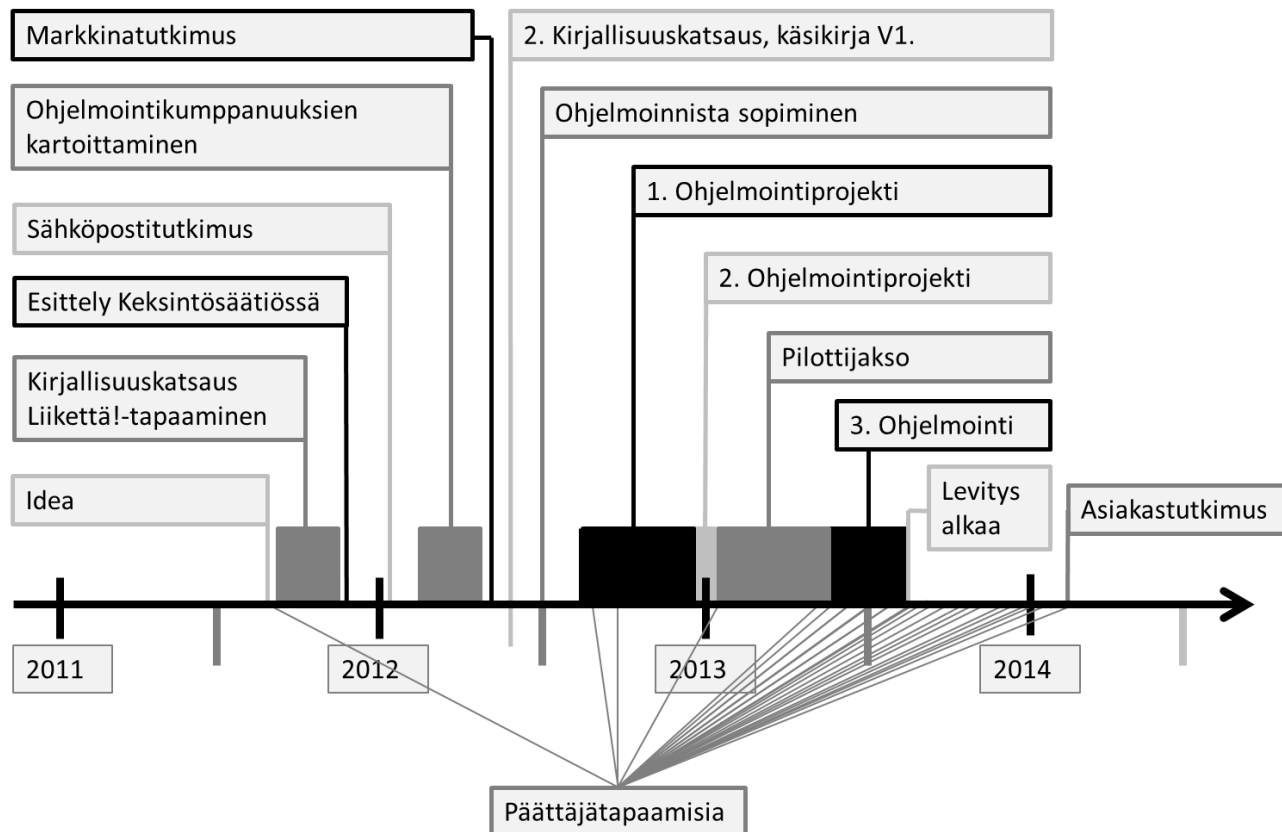 Markkinatutkimus
2. Kirjallisuuskatsaus, käsikirja V1.
Ohjelmointikumppanuuksien
kartoittaminen
Ohjelmoinnista sopiminen
1. Ohjelmointiprojekti
Sähköpostitutkimus
2. Ohjelmointiprojekti
Esittely Keksintösäätiössä
Pilottijakso
Kirjallisuuskatsaus
Liikettä!-tapaaminen
3. Ohjelmointi
Idea
Levitys
alkaa
Asiakastutkimus
2011
2012
2013
2014
Päättäjätapaamisia